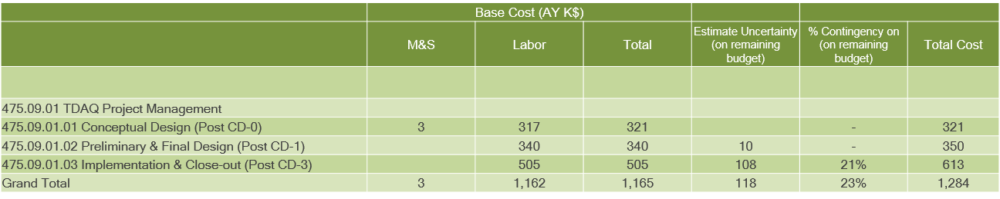 Base Cost (AY K$)
M&S Labor Total Estimate Uncertainty (on remaining budget) % Contingency on (on remaining budget) Total Cost
475.09.01 TDAQ Project Management
475.09.01.01 Conceptual Design (Post CD-0) 3 317 321 - 321
475.09.01.02 Preliminary & Final Design (Post CD-1) 340 340 10 - 350
475.09.01.03 Implementation & Close-out (Post CD-3) 505 505 108 21% 613
Grand Total 3 1,162 1,165 118 23% 1,284